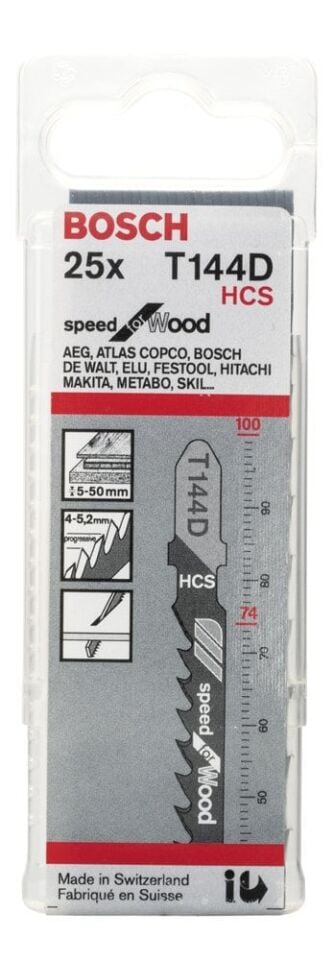 BOSCH
25x T144D
HCS
speed for Wood
AEG, ATLAS COPCO, BOSCH
DE WALT, ELU, FESTOOL, HITACHI
MAKITA, METABO, SKIL...
5-50mm
4-5,2mm
progressive
T144D
HCS
speed for Wood
100
90
80
74
70
60
50
Made in Switzerland
Fabriqué en Suisse